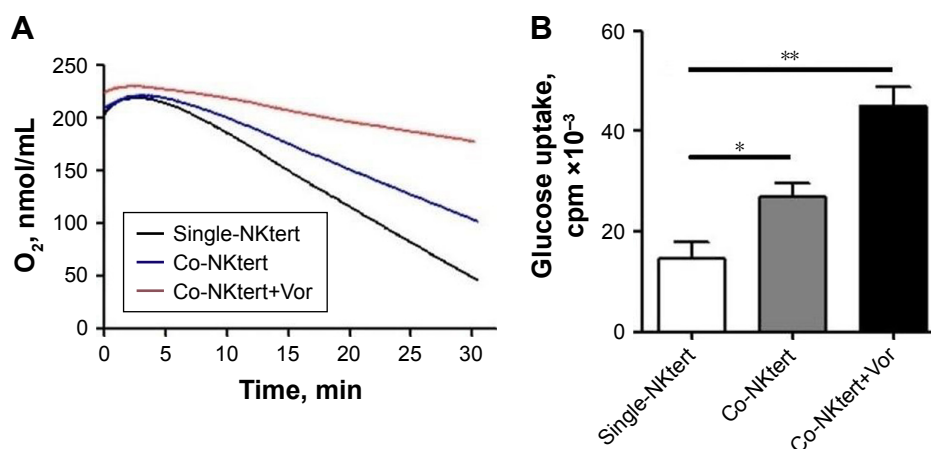 A
O₂, nmol/mL
250
200
150
100
50
0
Single-NKtert
Co-NKtert
Co-NKtert+Vor
0 5 10 15 20 25 30
Time, min
B
Glucose uptake,
cpm ×10⁻³
60
40
20
0
**
*
Single-NKtert
Co-NKtert
Co-NKtert+Vor